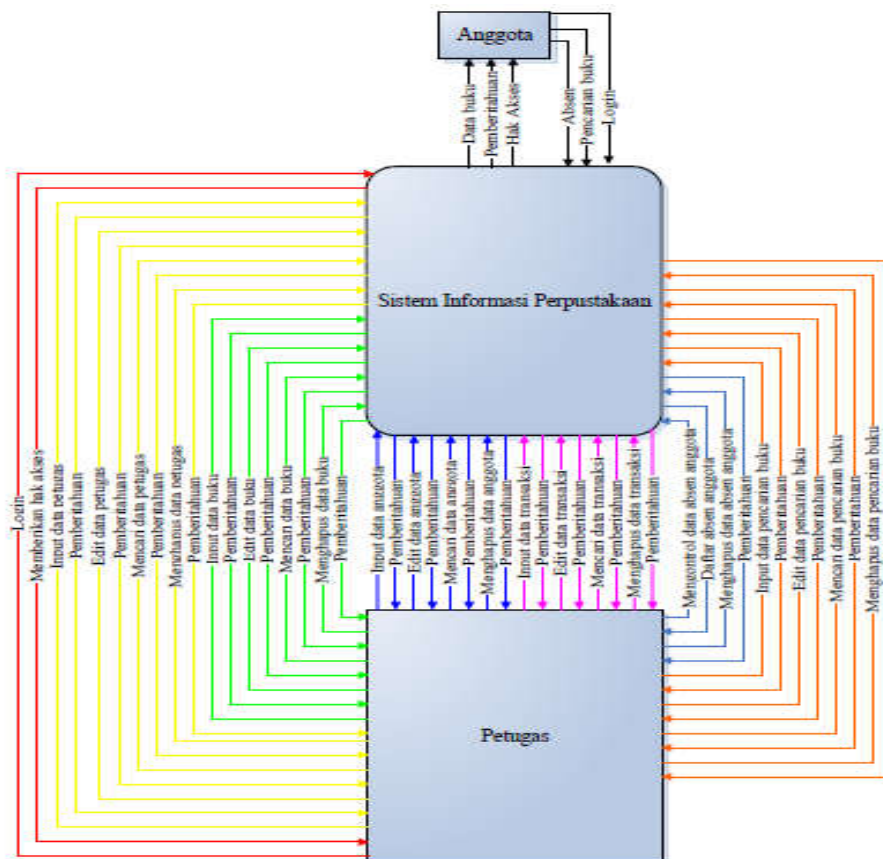 Anggota
Data buku
Pemberitahuan
Hak Akses
Absen
Pencarian buku
Login
Sistem Informasi Perpustakaan
Login
Memberikan hak akses
Input data petugas
Pemberitahuan
Edit data petugas
Pemberitahuan
Mencari data petugas
Pemberitahuan
Menghapus data petugas
Pemberitahuan
Input data buku
Pemberitahuan
Edit data buku
Pemberitahuan
Mencari data buku
Pemberitahuan
Menghapus data buku
Pemberitahuan
Input data anggota
Pemberitahuan
Edit data anggota
Pemberitahuan
Mencari data anggota
Pemberitahuan
Menghapus data anggota
Pemberitahuan
Input data transaksi
Pemberitahuan
Edit data transaksi
Pemberitahuan
Mencari data transaksi
Pemberitahuan
Menghapus data transaksi
Pemberitahuan
Mengontrol data absen anggota
Daftar absen anggota
Menghapus data absen anggota
Pemberitahuan
Input data pencarian buku
Pemberitahuan
Edit data pencarian buku
Pemberitahuan
Mencari data pencarian buku
Pemberitahuan
Menghapus data pencarian buku
Petugas